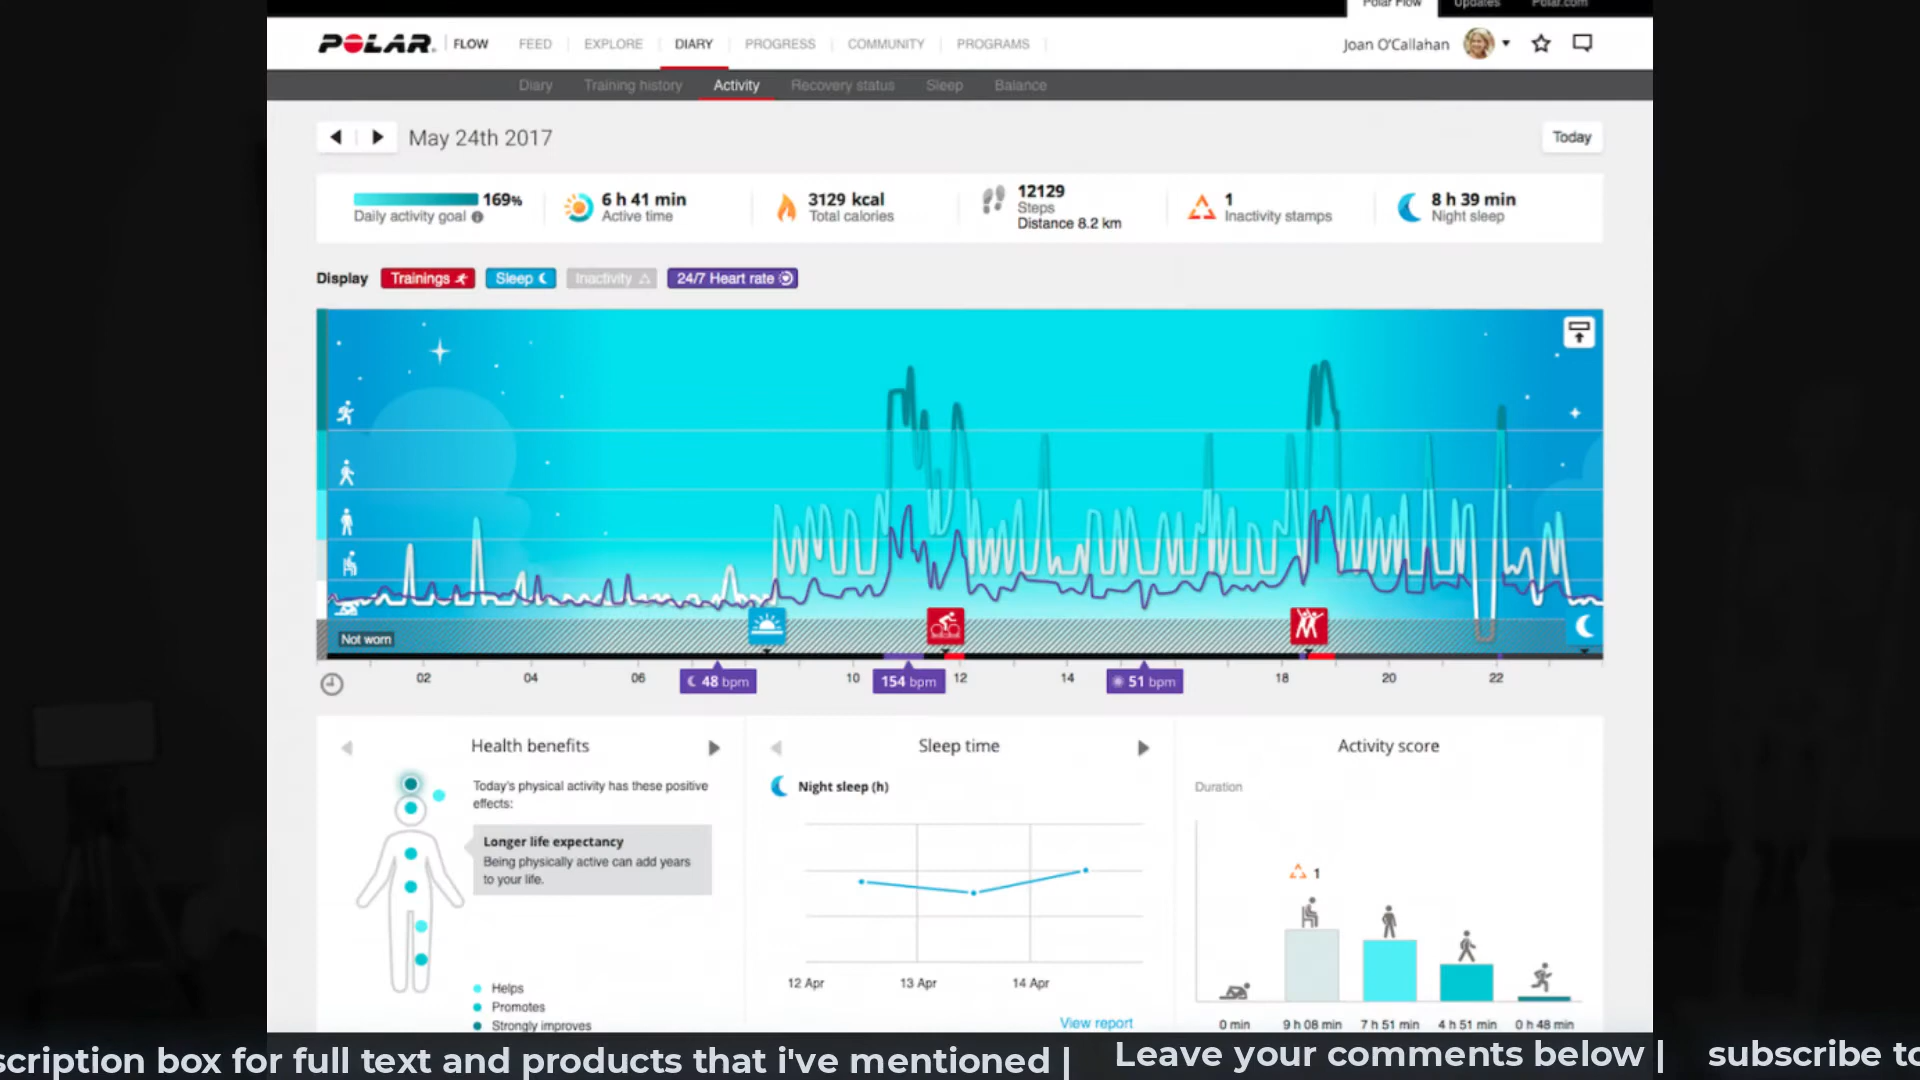 Polar Flow Updates Polar.com
POLAR. FLOW FEED EXPLORE DIARY PROGRESS COMMUNITY PROGRAMS Joan O'Callahan
Diary Training history Activity Recovery status Sleep Balance
May 24th 2017 Today
169%
Daily activity goal
6 h 41 min
Active time
3129 kcal
Total calories
12129
Steps
Distance 8.2 km
1
Inactivity stamps
8 h 39 min
Night sleep
Display Trainings Sleep Inactivity 24/7 Heart rate
Not worn
02 04 06 48 bpm 10 154 bpm 12 14 51 bpm 18 20 22
Health benefits
Today's physical activity has these positive
effects:
Longer life expectancy
Being physically active can add years
to your life.
Helps
Promotes
Strongly improves
Sleep time
Night sleep (h)
12 Apr 13 Apr 14 Apr
View report
Activity score
Duration
1
0 min 9 h 08 min 7 h 51 min 4 h 51 min 0 h 48 min
scription box for full text and products that i've mentioned | Leave your comments below | subscribe to